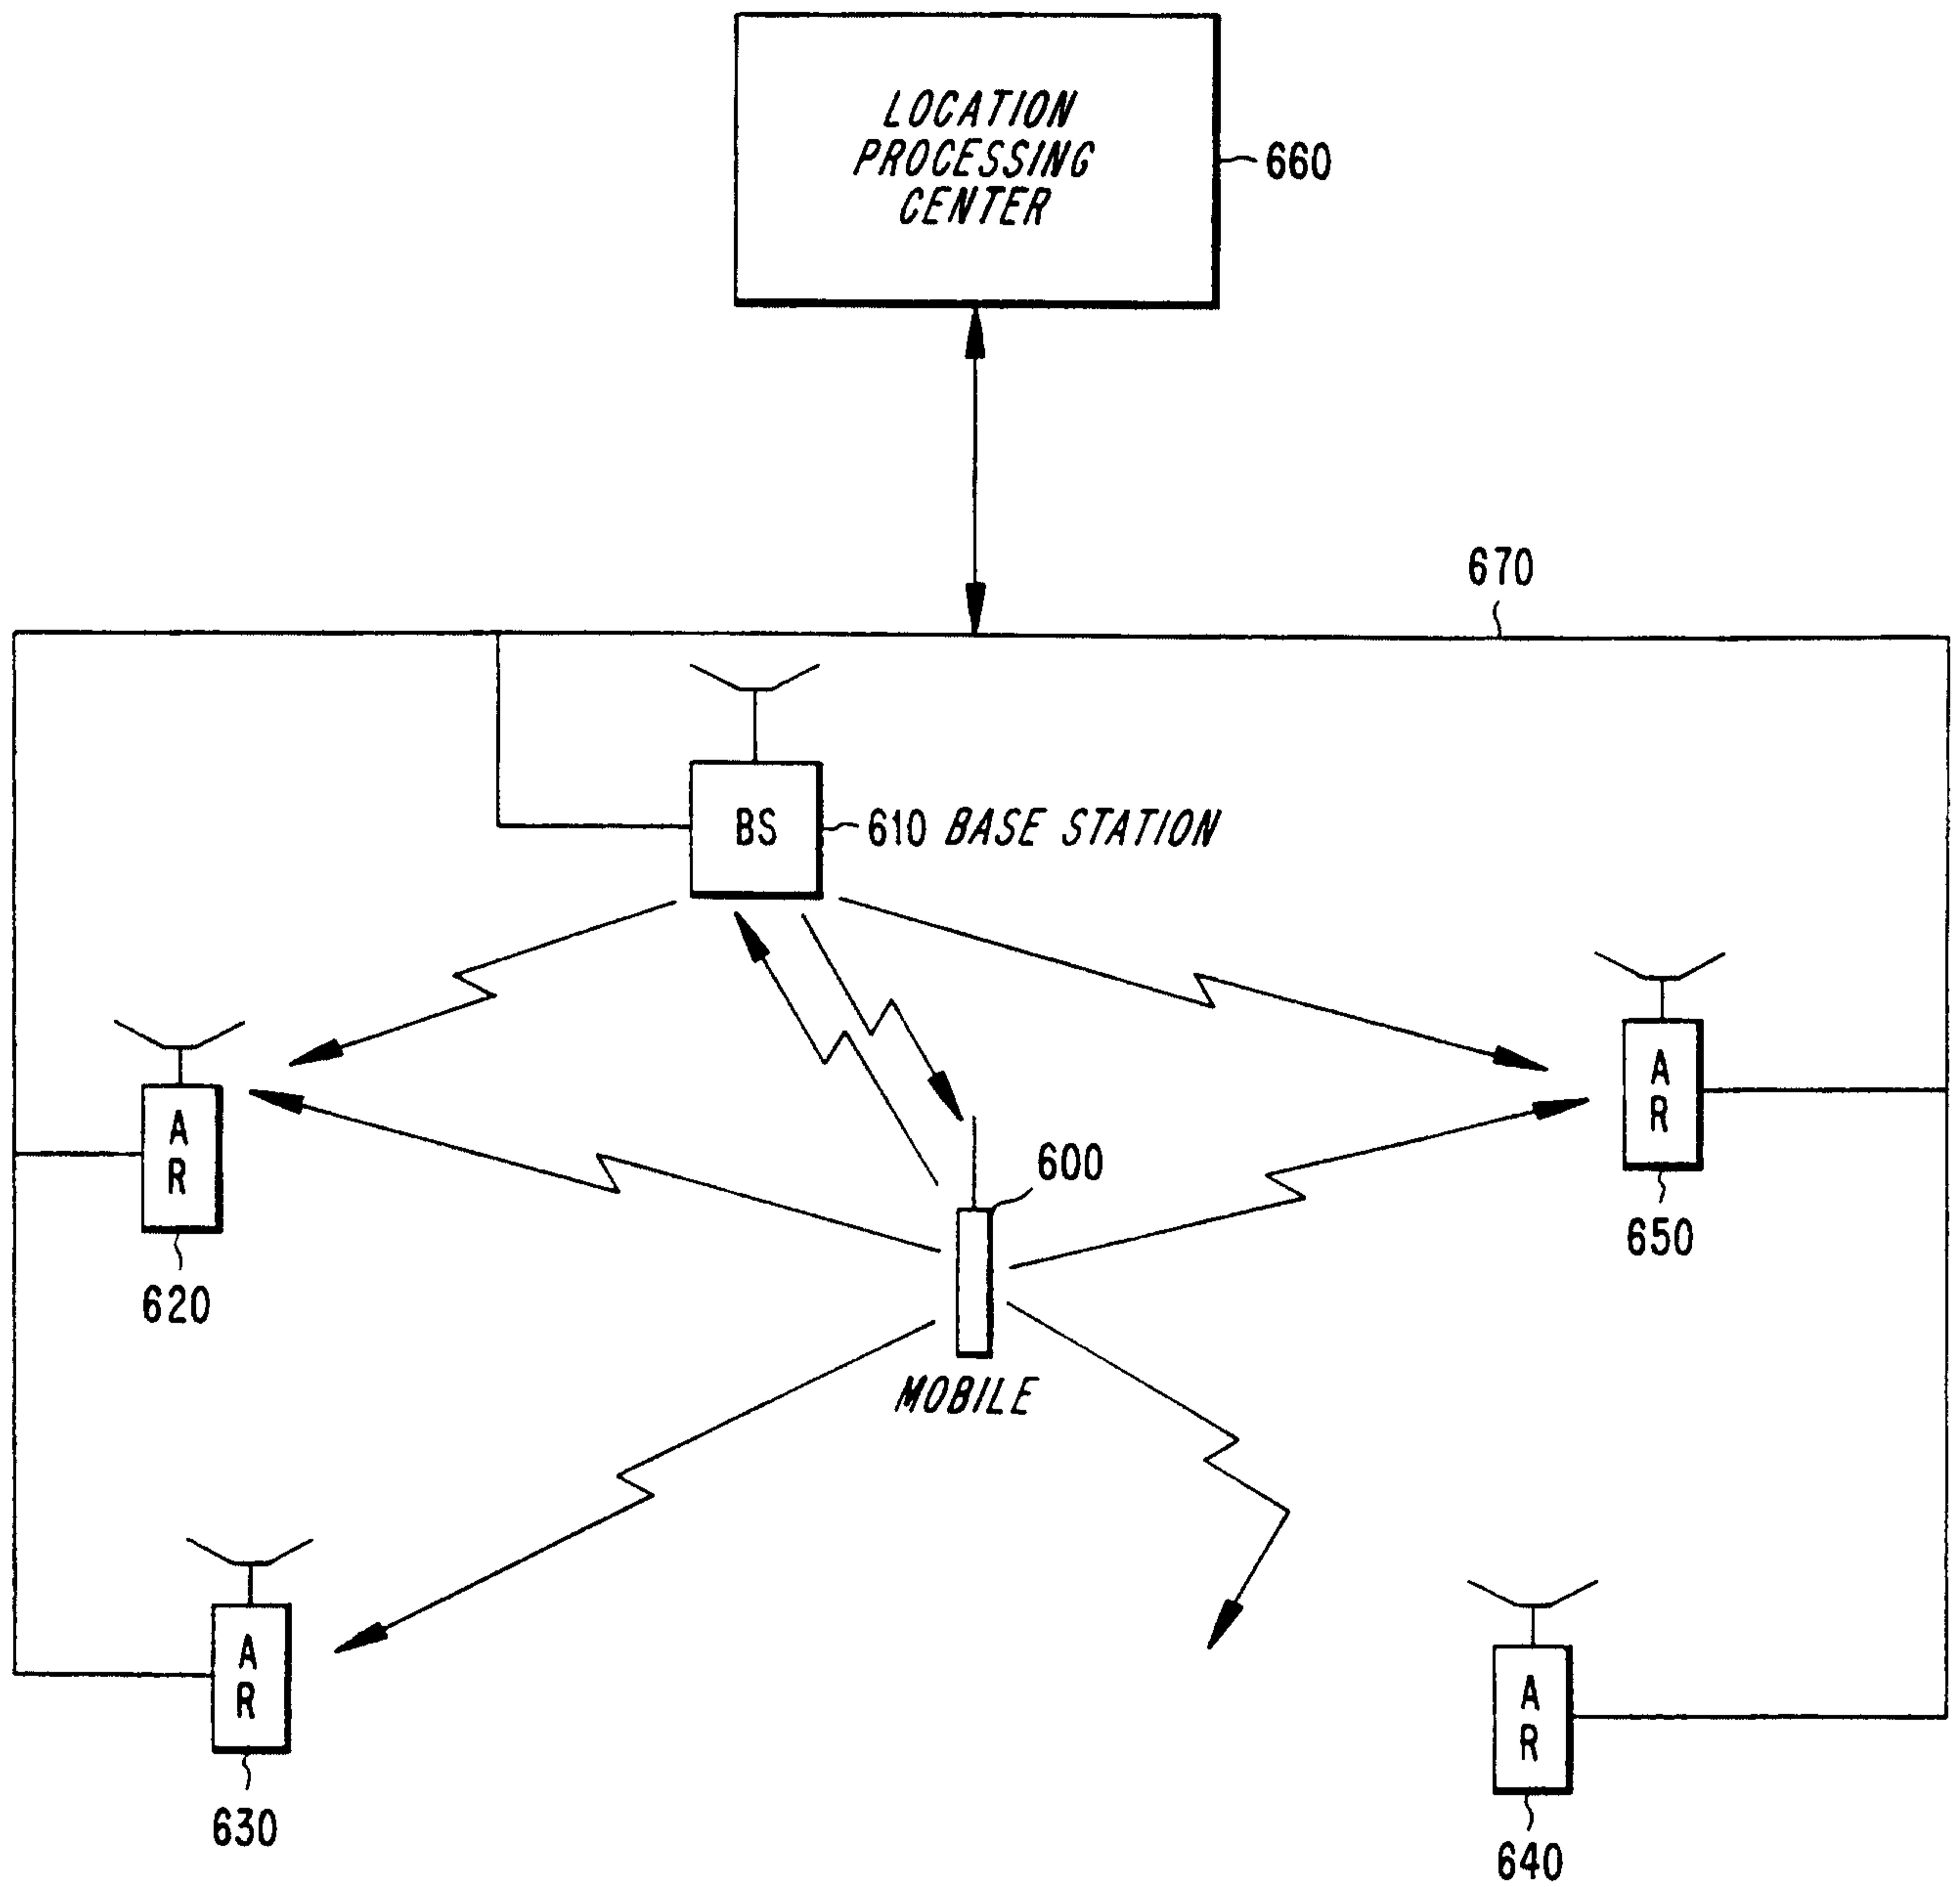 LOCATION
PROCESSING
CENTER
660
670
BS
610 BASE STATION
A
R
650
A
R
620
600
MOBILE
A
R
630
A
R
640